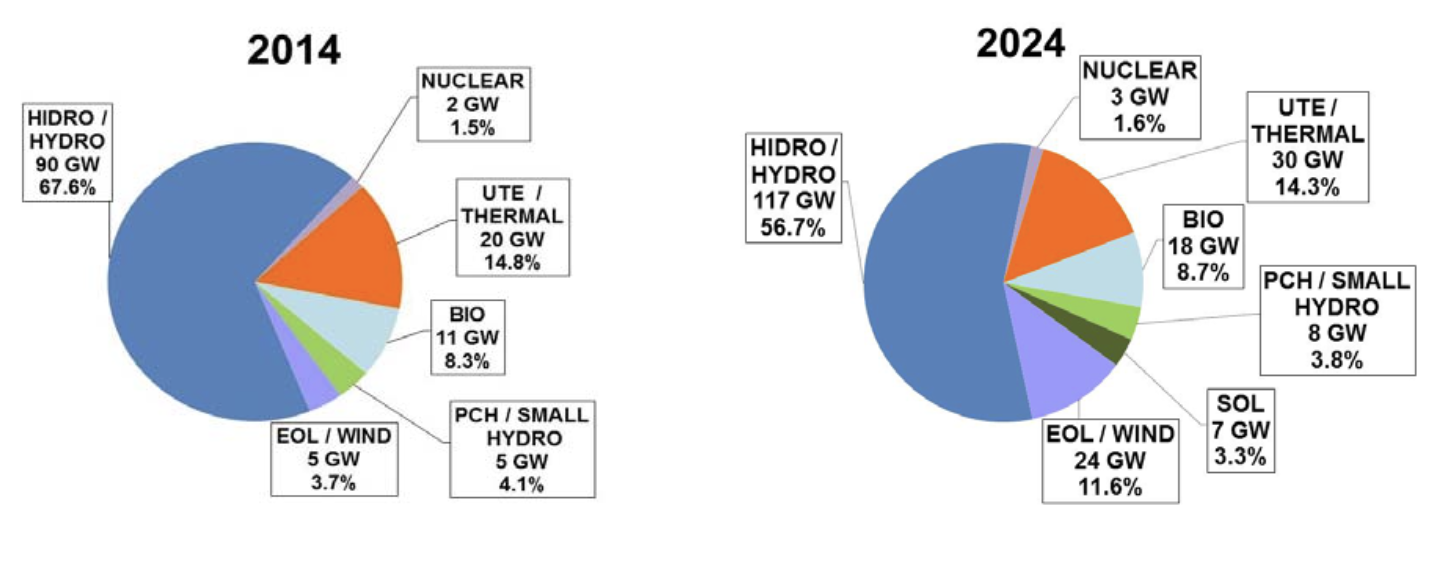 2014
HIDRO /
HYDRO
90 GW
67.6%
NUCLEAR
2 GW
1.5%
UTE /
THERMAL
20 GW
14.8%
BIO
11 GW
8.3%
PCH / SMALL
HYDRO
5 GW
4.1%
EOL / WIND
5 GW
3.7%
2024
HIDRO /
HYDRO
117 GW
56.7%
NUCLEAR
3 GW
1.6%
UTE /
THERMAL
30 GW
14.3%
BIO
18 GW
8.7%
PCH / SMALL
HYDRO
8 GW
3.8%
SOL
7 GW
3.3%
EOL / WIND
24 GW
11.6%